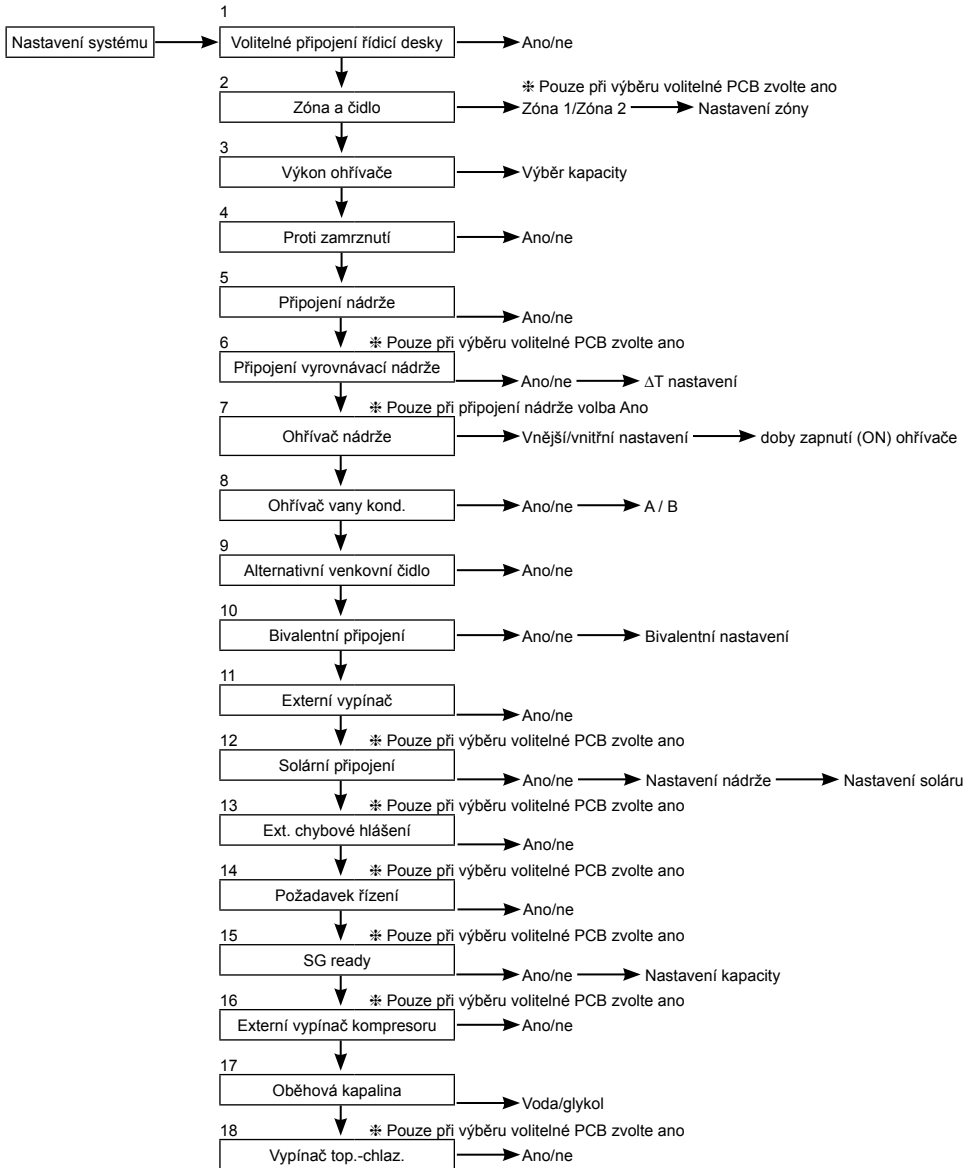 1
Nastavení systému Volitelné připojení řídicí desky Ano/ne
2 ❉ Pouze při výběru volitelné PCB zvolte ano
Zóna a čidlo Zóna 1/Zóna 2 Nastavení zóny
3
Výkon ohřívače Výběr kapacity
4
Proti zamrznutí Ano/ne
5
Připojení nádrže
Ano/ne
6 ❉ Pouze při výběru volitelné PCB zvolte ano
Připojení vyrovnávací nádrže
Ano/ne ΔT nastavení
7 ❉ Pouze při připojení nádrže volba Ano
Ohřívač nádrže Vnější/vnitřní nastavení doby zapnutí (ON) ohřívače
8
Ohřívač vany kond. Ano/ne A / B
9
Alternativní venkovní čidlo Ano/ne
10
Bivalentní připojení Ano/ne Bivalentní nastavení
11
Externí vypínač
Ano/ne
12 ❉ Pouze při výběru volitelné PCB zvolte ano
Solární připojení
Ano/ne Nastavení nádrže Nastavení soláru
13 ❉ Pouze při výběru volitelné PCB zvolte ano
Ext. chybové hlášení
Ano/ne
14 ❉ Pouze při výběru volitelné PCB zvolte ano
Požadavek řízení
Ano/ne
15 ❉ Pouze při výběru volitelné PCB zvolte ano
SG ready
Ano/ne Nastavení kapacity
16 ❉ Pouze při výběru volitelné PCB zvolte ano
Externí vypínač kompresoru Ano/ne
17
Oběhová kapalina
Voda/glykol
18 ❉ Pouze při výběru volitelné PCB zvolte ano
Vypínač top.-chlaz. Ano/ne